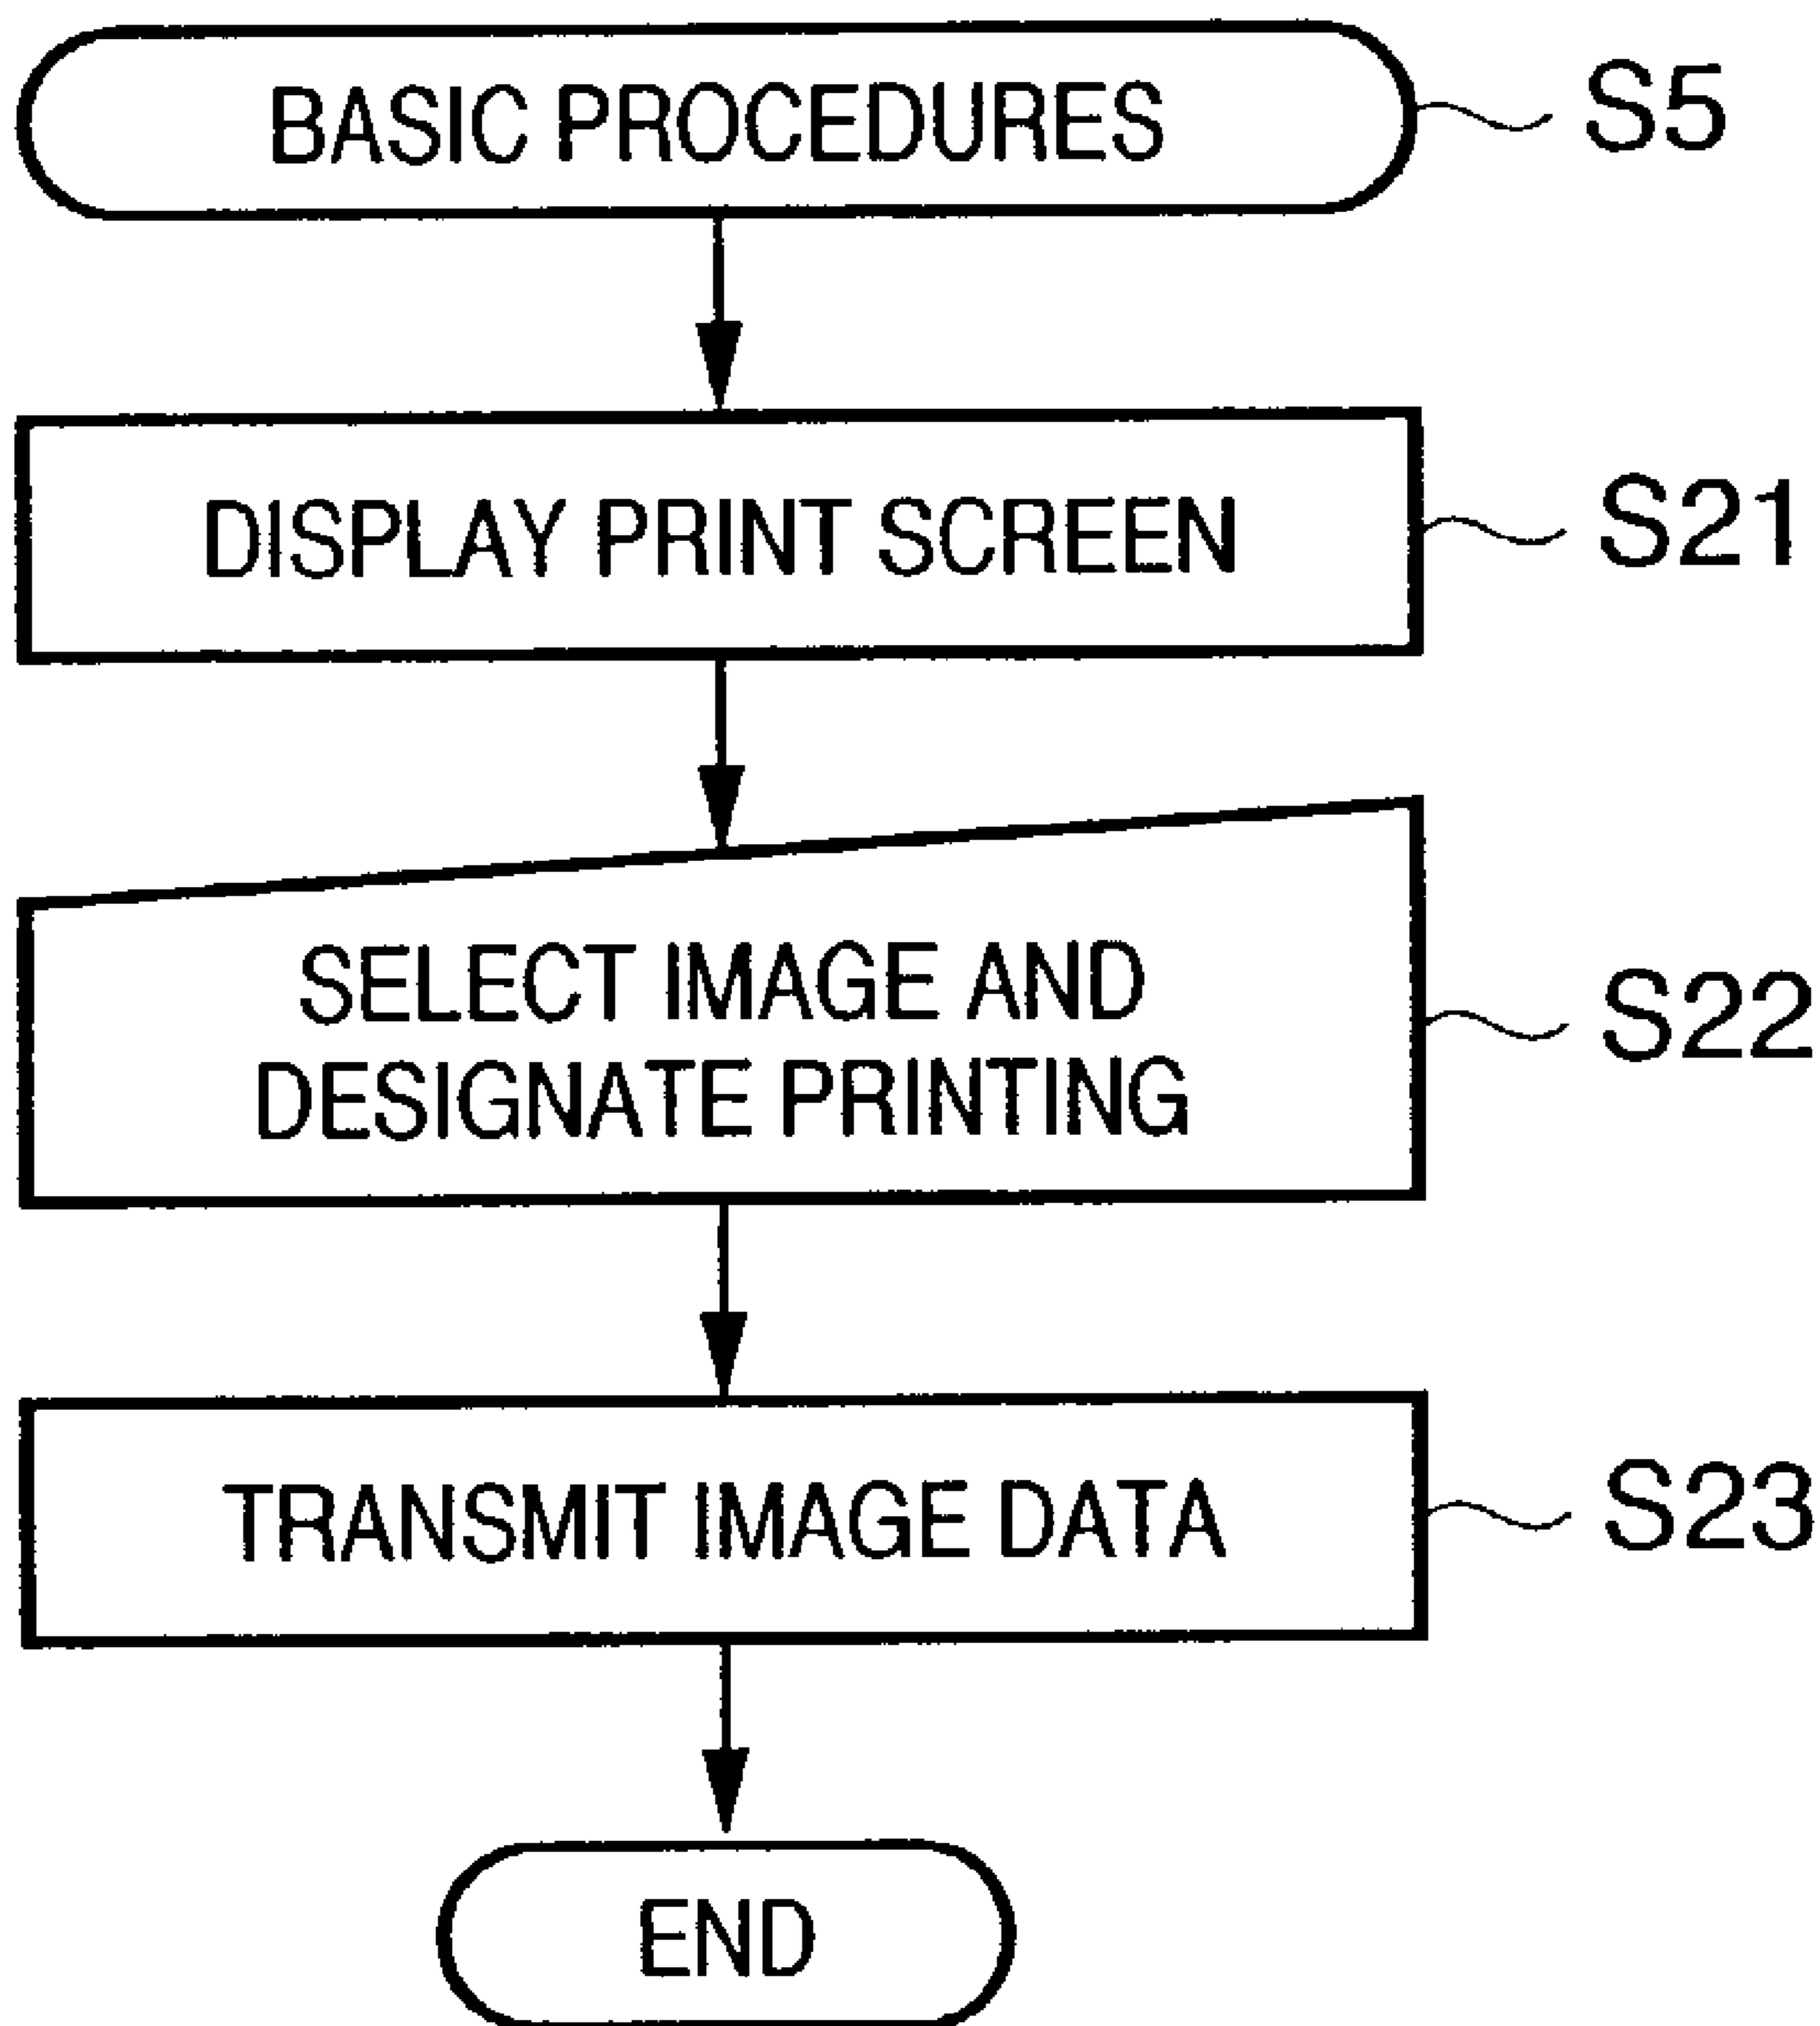 BASIC PROCEDURES
S5
DISPLAY PRINT SCREEN
S21
SELECT IMAGE AND
DESIGNATE PRINTING
S22
TRANSMIT IMAGE DATA
S23
END